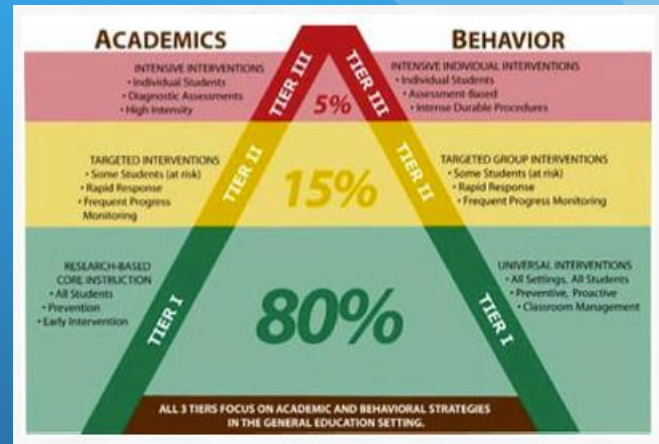 ACADEMICS
BEHAVIOR
INTENSIVE INTERVENTIONS
• Individual Students
• Diagnostic Assessments
• High Intensity
TIER III
5%
TIER III
INTENSIVE INDIVIDUAL INTERVENTIONS
• Individual Students
• Assessment-Based
• Intense Durable Procedures
TARGETED INTERVENTIONS
• Some Students (at risk)
• Rapid Response
• Frequent Progress
Monitoring
TIER II
15%
TIER II
TARGETED GROUP INTERVENTIONS
• Some Students (at risk)
• Rapid Response
• Frequent Progress Monitoring
RESEARCH-BASED
CORE INSTRUCTION
• All Students
• Prevention
• Early Intervention
TIER I
80%
TIER I
UNIVERSAL INTERVENTIONS
• All Settings, All Students
• Preventive, Proactive
• Classroom Management
ALL 3 TIERS FOCUS ON ACADEMIC AND BEHAVIORAL STRATEGIES
IN THE GENERAL EDUCATION SETTING.